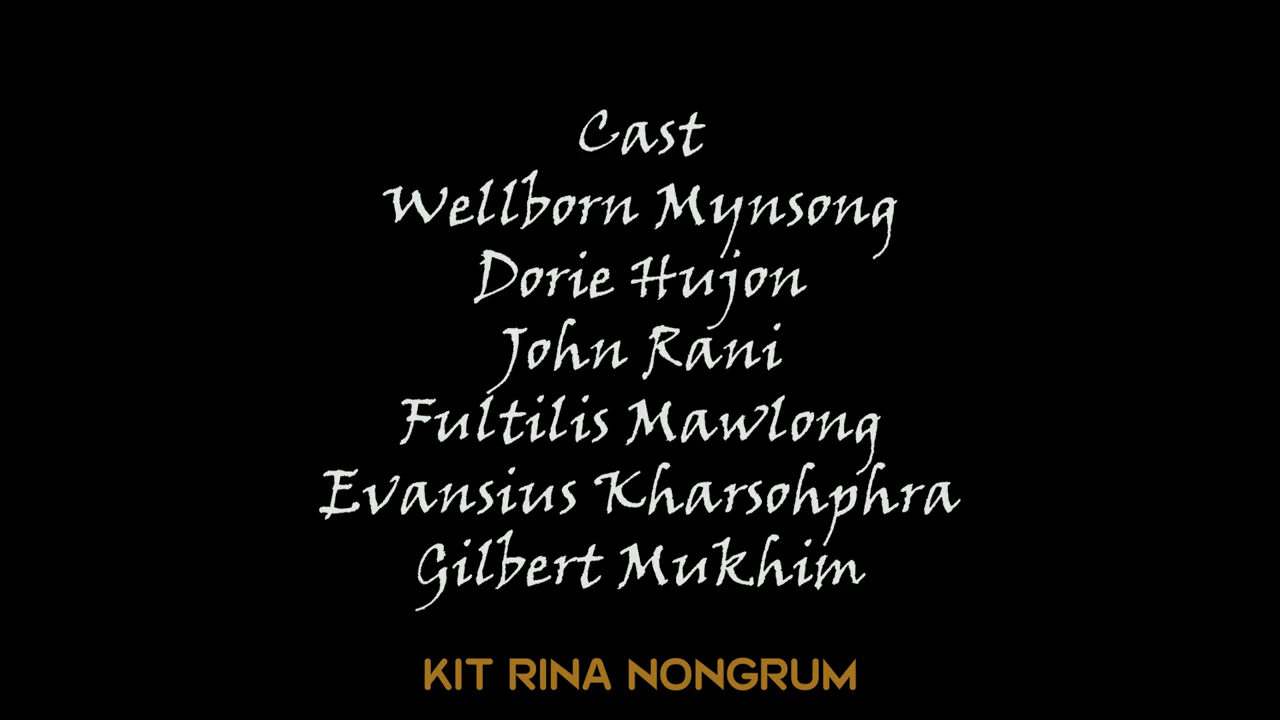 Cast
Wellborn Mynsong
Dorie Hujon
John Rani
Fultilis Mawlong
Evansius Kharsohphra
Gilbert Mukhim
KIT RINA NONGRUM